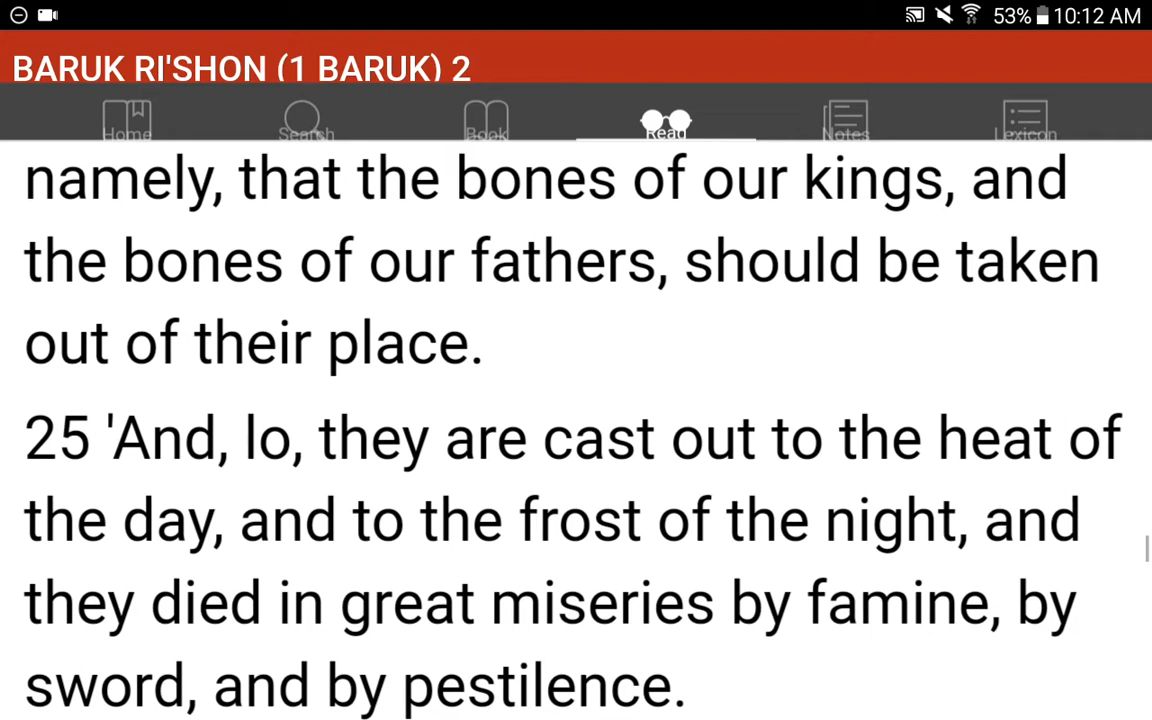 53% 10:12 AM
BARUK RI'SHON (1 BARUK) 2
Home Search Book Read Notes Lexicon
namely, that the bones of our kings, and
the bones of our fathers, should be taken
out of their place.
25 'And, lo, they are cast out to the heat of
the day, and to the frost of the night, and
they died in great miseries by famine, by
sword, and by pestilence.